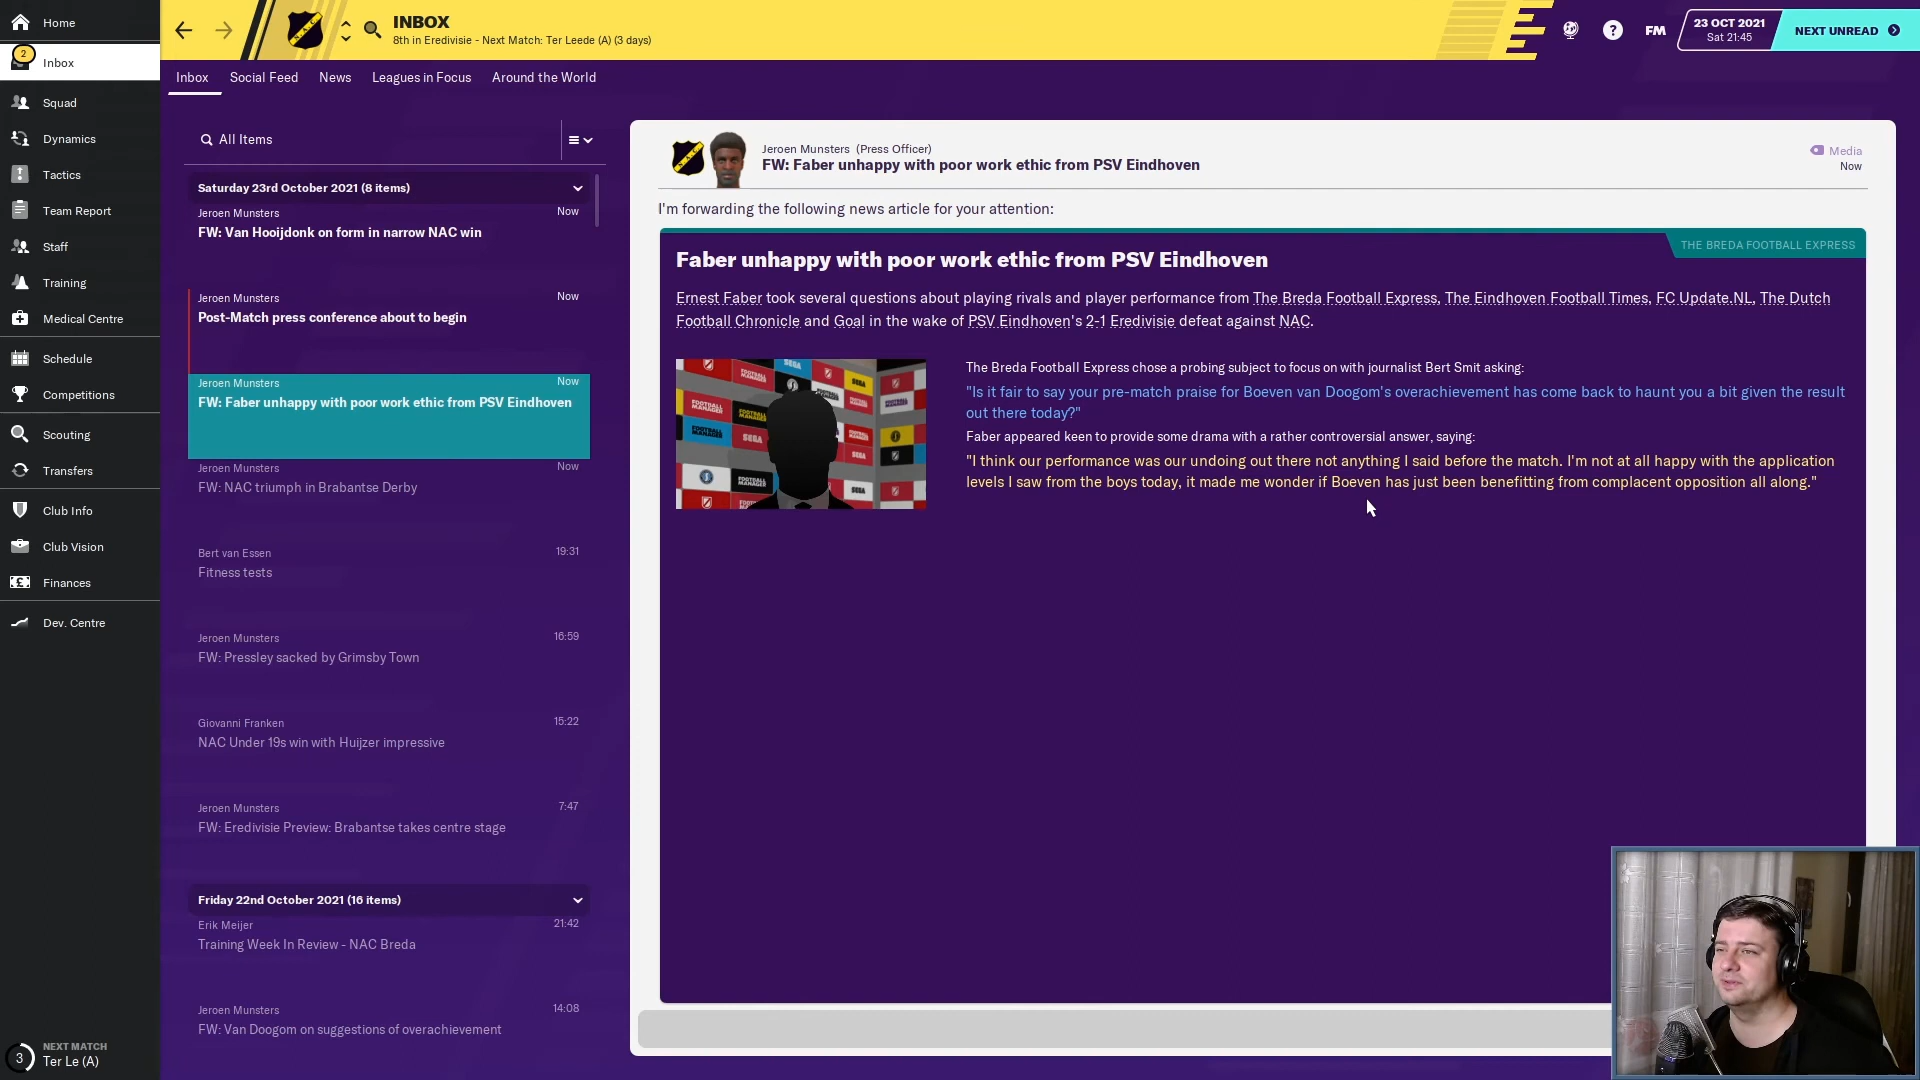 Home
2
Inbox
Squad
Dynamics
Tactics
Team Report
Staff
Training
Medical Centre
Schedule
Competitions
Scouting
Transfers
Club Info
Club Vision
Finances
Dev. Centre
3
NEXT MATCH
Ter Le (A)
N A C
INBOX
8th in Eredivisie - Next Match: Ter Leede (A) (3 days)
?
FM
23 OCT 2021
Sat 21:45
NEXT UNREAD
Inbox
Social Feed
News
Leagues in Focus
Around the World
All Items
Saturday 23rd October 2021 (8 items)
Jeroen Munsters Now
FW: Van Hooijdonk on form in narrow NAC win
Jeroen Munsters Now
Post-Match press conference about to begin
Jeroen Munsters Now
FW: Faber unhappy with poor work ethic from PSV Eindhoven
Jeroen Munsters Now
FW: NAC triumph in Brabantse Derby
Bert van Essen 19:31
Fitness tests
Jeroen Munsters 16:59
FW: Pressley sacked by Grimsby Town
Giovanni Franken 15:22
NAC Under 19s win with Huijzer impressive
Jeroen Munsters 7:47
FW: Eredivisie Preview: Brabantse takes centre stage
Friday 22nd October 2021 (16 items)
Erik Meijer 21:42
Training Week In Review - NAC Breda
Jeroen Munsters 14:08
FW: Van Doogom on suggestions of overachievement
Jeroen Munsters (Press Officer)
FW: Faber unhappy with poor work ethic from PSV Eindhoven
Media
Now
I'm forwarding the following news article for your attention:
THE BREDA FOOTBALL EXPRESS
Faber unhappy with poor work ethic from PSV Eindhoven
Ernest Faber took several questions about playing rivals and player performance from The Breda Football Express, The Eindhoven Football Times, FC Update.NL, The Dutch
Football Chronicle and Goal in the wake of PSV Eindhoven's 2-1 Eredivisie defeat against NAC.
The Breda Football Express chose a probing subject to focus on with journalist Bert Smit asking:
"Is it fair to say your pre-match praise for Boeven van Doogom's overachievement has come back to haunt you a bit given the result
out there today?"
Faber appeared keen to provide some drama with a rather controversial answer, saying:
"I think our performance was our undoing out there not anything I said before the match. I'm not at all happy with the application
levels I saw from the boys today, it made me wonder if Boeven has just been benefitting from complacent opposition all along."
FOOTBALL MANAGER
SEGA